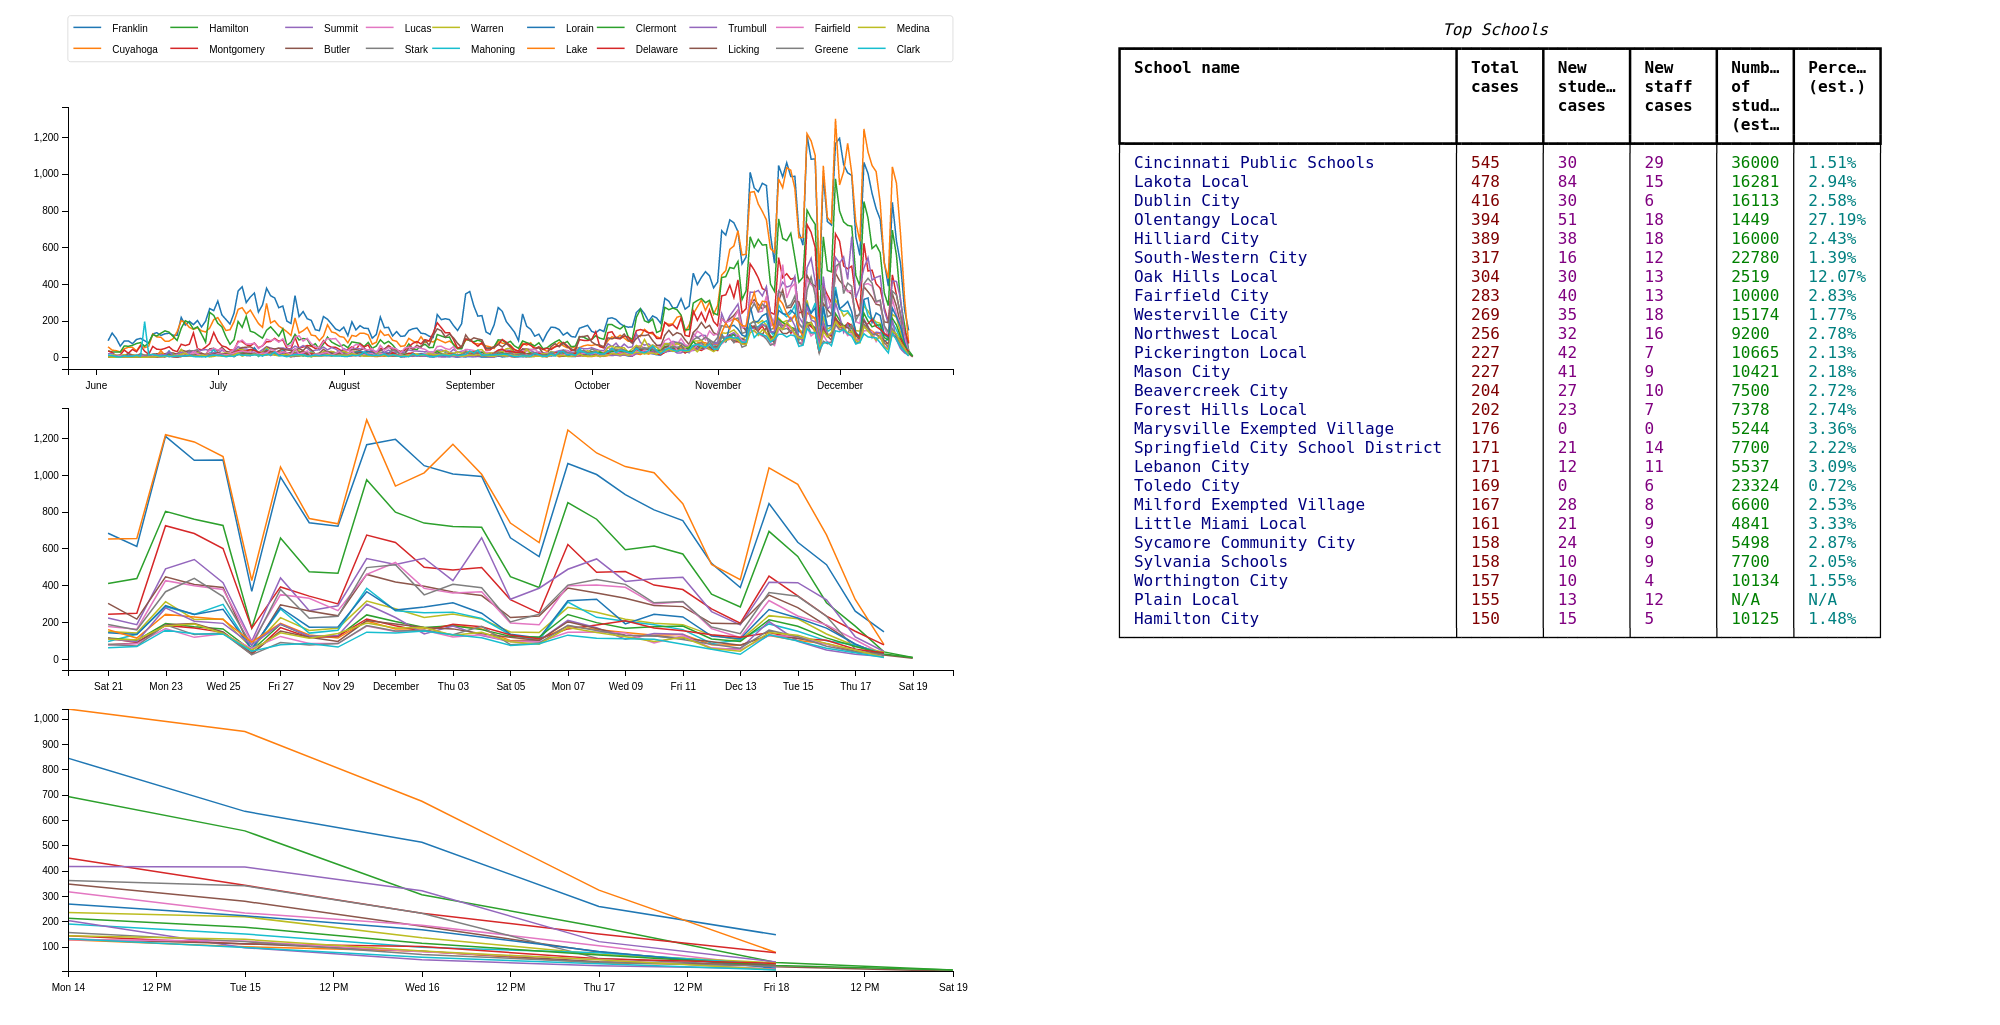 Franklin Hamilton Summit Lucas Warren Lorain Clermont Trumbull Fairfield Medina
Cuyahoga Montgomery Butler Stark Mahoning Lake Delaware Licking Greene Clark
1,200
1,000
800
600
400
200
0
June July August September October November December
1,200
1,000
800
600
400
200
0
Sat 21 Mon 23 Wed 25 Fri 27 Nov 29 December Thu 03 Sat 05 Mon 07 Wed 09 Fri 11 Dec 13 Tue 15 Thu 17 Sat 19
1,000
900
800
700
600
500
400
300
200
100
Mon 14 12 PM Tue 15 12 PM Wed 16 12 PM Thu 17 12 PM Fri 18 12 PM Sat 19
Top Schools
School name Total New New Numb… Perce…
cases stude… staff of (est.)
cases cases stud…
(est…
Cincinnati Public Schools 545 30 29 36000 1.51%
Lakota Local 478 84 15 16281 2.94%
Dublin City 416 30 6 16113 2.58%
Olentangy Local 394 51 18 1449 27.19%
Hilliard City 389 38 18 16000 2.43%
South-Western City 317 16 12 22780 1.39%
Oak Hills Local 304 30 13 2519 12.07%
Fairfield City 283 40 13 10000 2.83%
Westerville City 269 35 18 15174 1.77%
Northwest Local 256 32 16 9200 2.78%
Pickerington Local 227 42 7 10665 2.13%
Mason City 227 41 9 10421 2.18%
Beavercreek City 204 27 10 7500 2.72%
Forest Hills Local 202 23 7 7378 2.74%
Marysville Exempted Village 176 0 0 5244 3.36%
Springfield City School District 171 21 14 7700 2.22%
Lebanon City 171 12 11 5537 3.09%
Toledo City 169 0 6 23324 0.72%
Milford Exempted Village 167 28 8 6600 2.53%
Little Miami Local 161 21 9 4841 3.33%
Sycamore Community City 158 24 9 5498 2.87%
Sylvania Schools 158 10 9 7700 2.05%
Worthington City 157 10 4 10134 1.55%
Plain Local 155 13 12 N/A N/A
Hamilton City 150 15 5 10125 1.48%